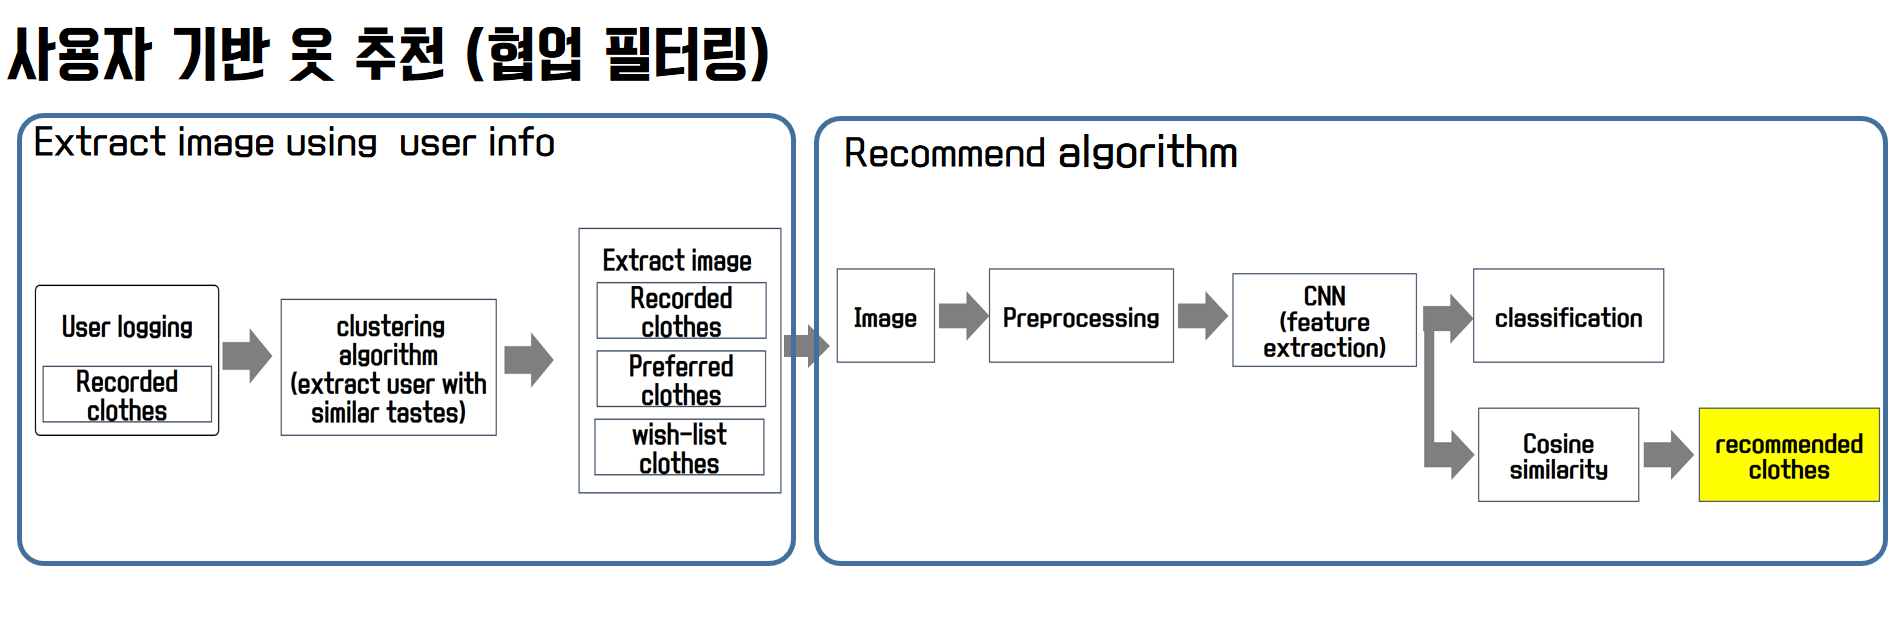 사용자 기반 옷 추천 (협업 필터링)
Extract image using user info
User logging
Recorded
clothes
clustering
algorithm
(extract user with
similar tastes)
Extract image
Recorded
clothes
Preferred
clothes
wish-list
clothes
Recommend algorithm
Image
Preprocessing
CNN
(feature
extraction)
classification
Cosine
similarity
recommended
clothes